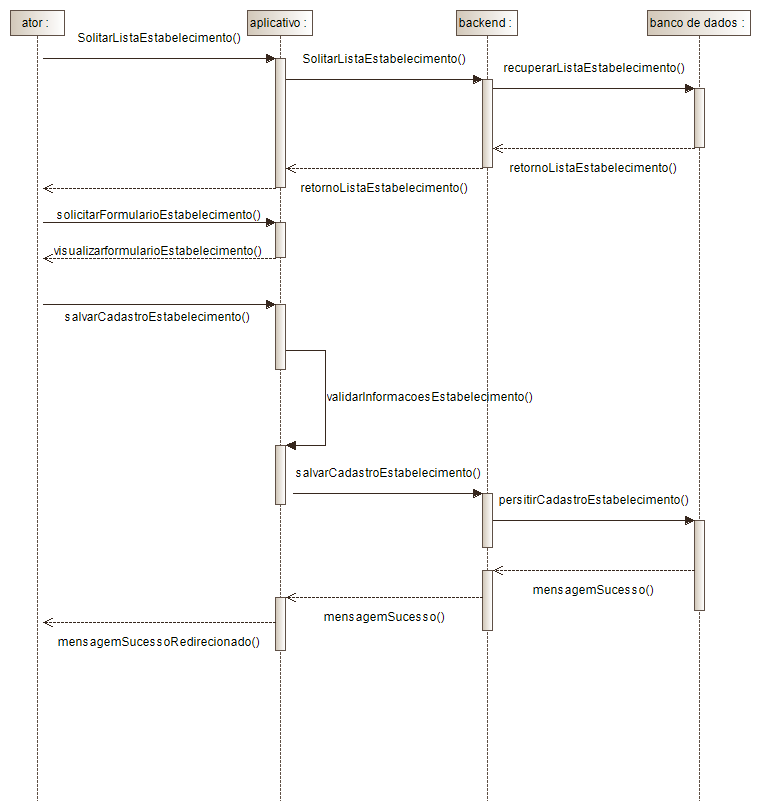 ator :
aplicativo :
backend :
banco de dados :
SolitarListaEstabelecimento()
SolitarListaEstabelecimento()
recuperarListaEstabelecimento()
retornoListaEstabelecimento()
retornoListaEstabelecimento()
solicitarFormularioEstabelecimento()
visualizarformularioEstabelecimento()
salvarCadastroEstabelecimento()
validarInformacoesEstabelecimento()
salvarCadastroEstabelecimento()
persitirCadastroEstabelecimento()
mensagemSucesso()
mensagemSucesso()
mensagemSucessoRedirecionado()